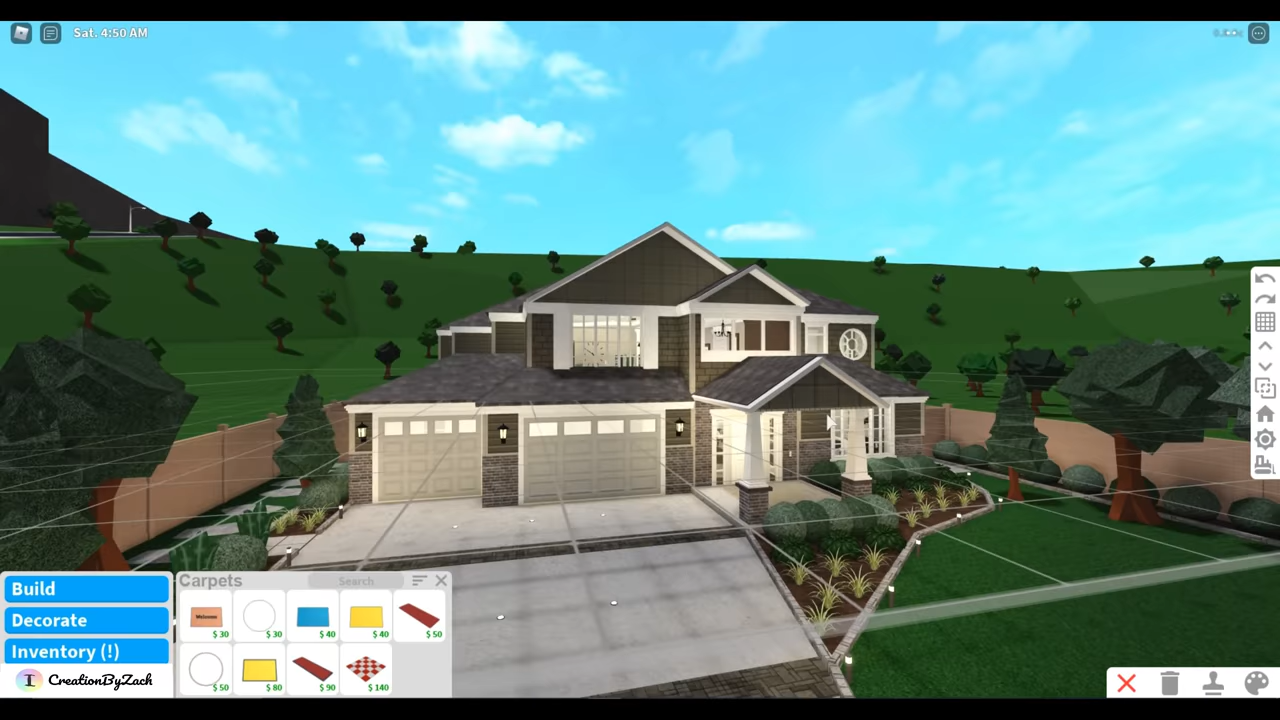 Sat. 4:50 AM
Build
Decorate
Inventory (!)
CreationByZach
Carpets
Search
Welcome
$ 30
$ 30
$ 40
$ 40
$ 50
$ 50
$ 80
$ 90
$ 140